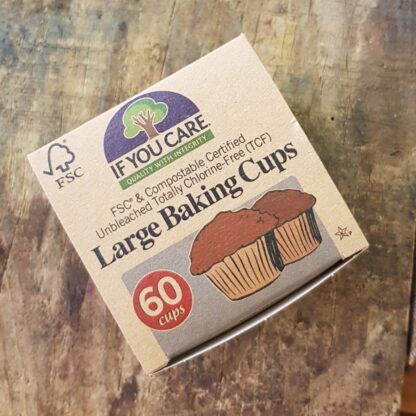 FSC
IF YOU CARE
QUALITY WITH INTEGRITY
FSC® & Compostable Certified
Unbleached Totally Chlorine-Free (TCF)
Large Baking Cups
60
cups